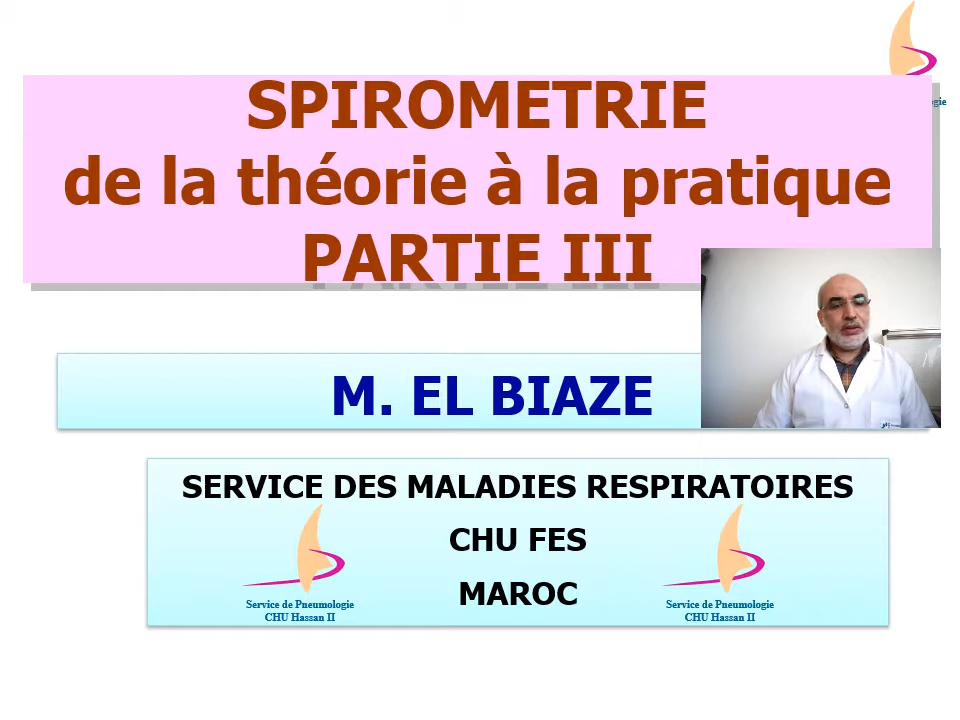 SPIROMETRIE
de la théorie à la pratique
PARTIE III
M. EL BIAZE
SERVICE DES MALADIES RESPIRATOIRES
CHU FES
MAROC
Service de Pneumologie
CHU Hassan II
Service de Pneumologie
CHU Hassan II